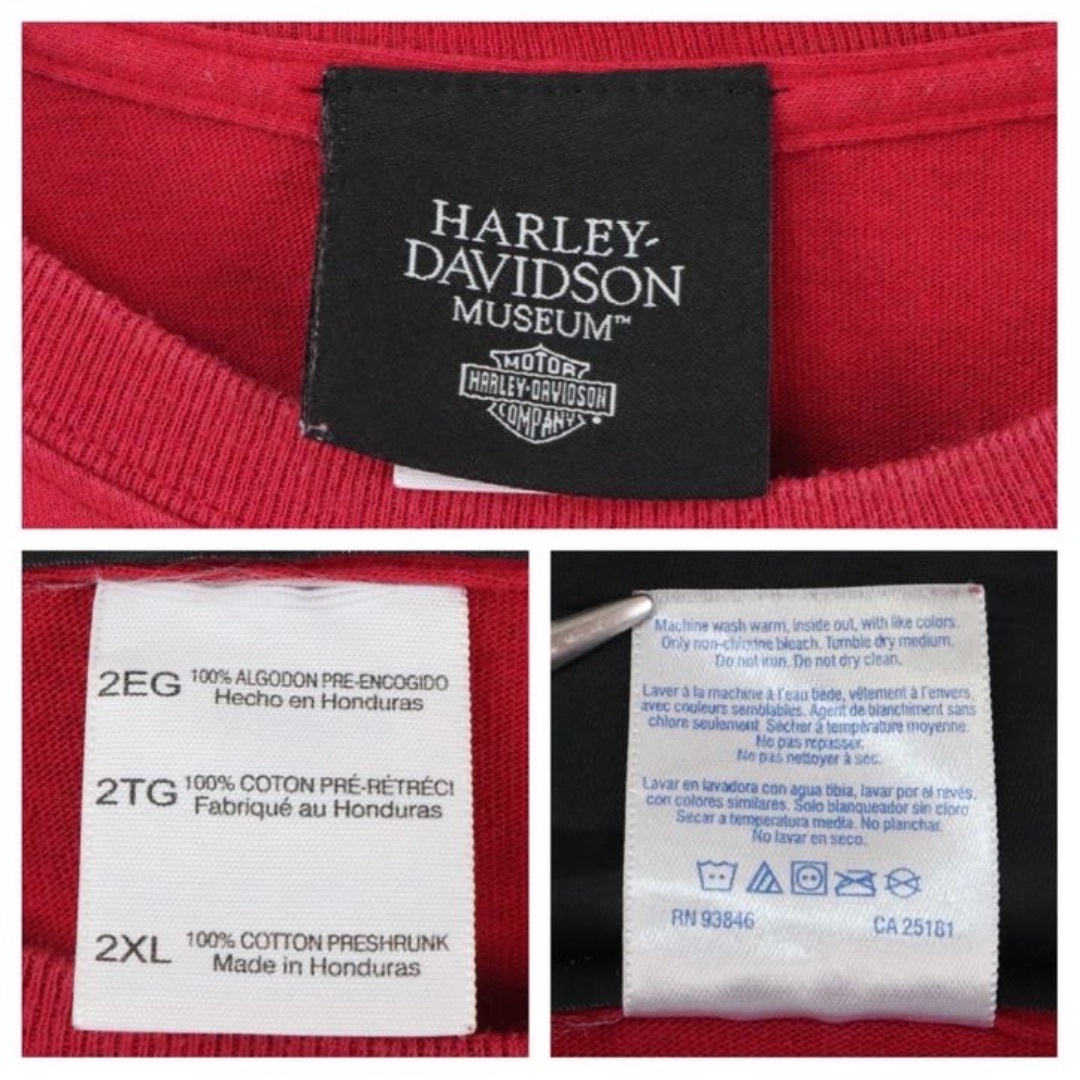 HARLEY-
DAVIDSON
MUSEUM™
MOTOR
HARLEY-DAVIDSON
COMPANY
2EG 100% ALGODON PRE-ENCOGIDO
Hecho en Honduras
2TG 100% COTON PRÉ-RÉTRÉCI
Fabriqué au Honduras
2XL 100% COTTON PRESHRUNK
Made in Honduras
Machine wash warm, inside out, with like colors.
Only non-chlorine bleach. Tumble dry medium.
Do not iron. Do not dry clean.
Laver à la machine à l'eau tiède, vêtement à l'envers,
avec couleurs semblables. Agent de blanchiment sans
chlore seulement. Sécher à température moyenne.
Ne pas repasser.
Ne pas nettoyer à sec.
Lavar en lavadora con agua tibia, lavar por el revés,
con colores similares. Solo blanqueador sin cloro.
Secar a temperatura media. No planchar.
No lavar en seco.
RN 93846 CA 25181